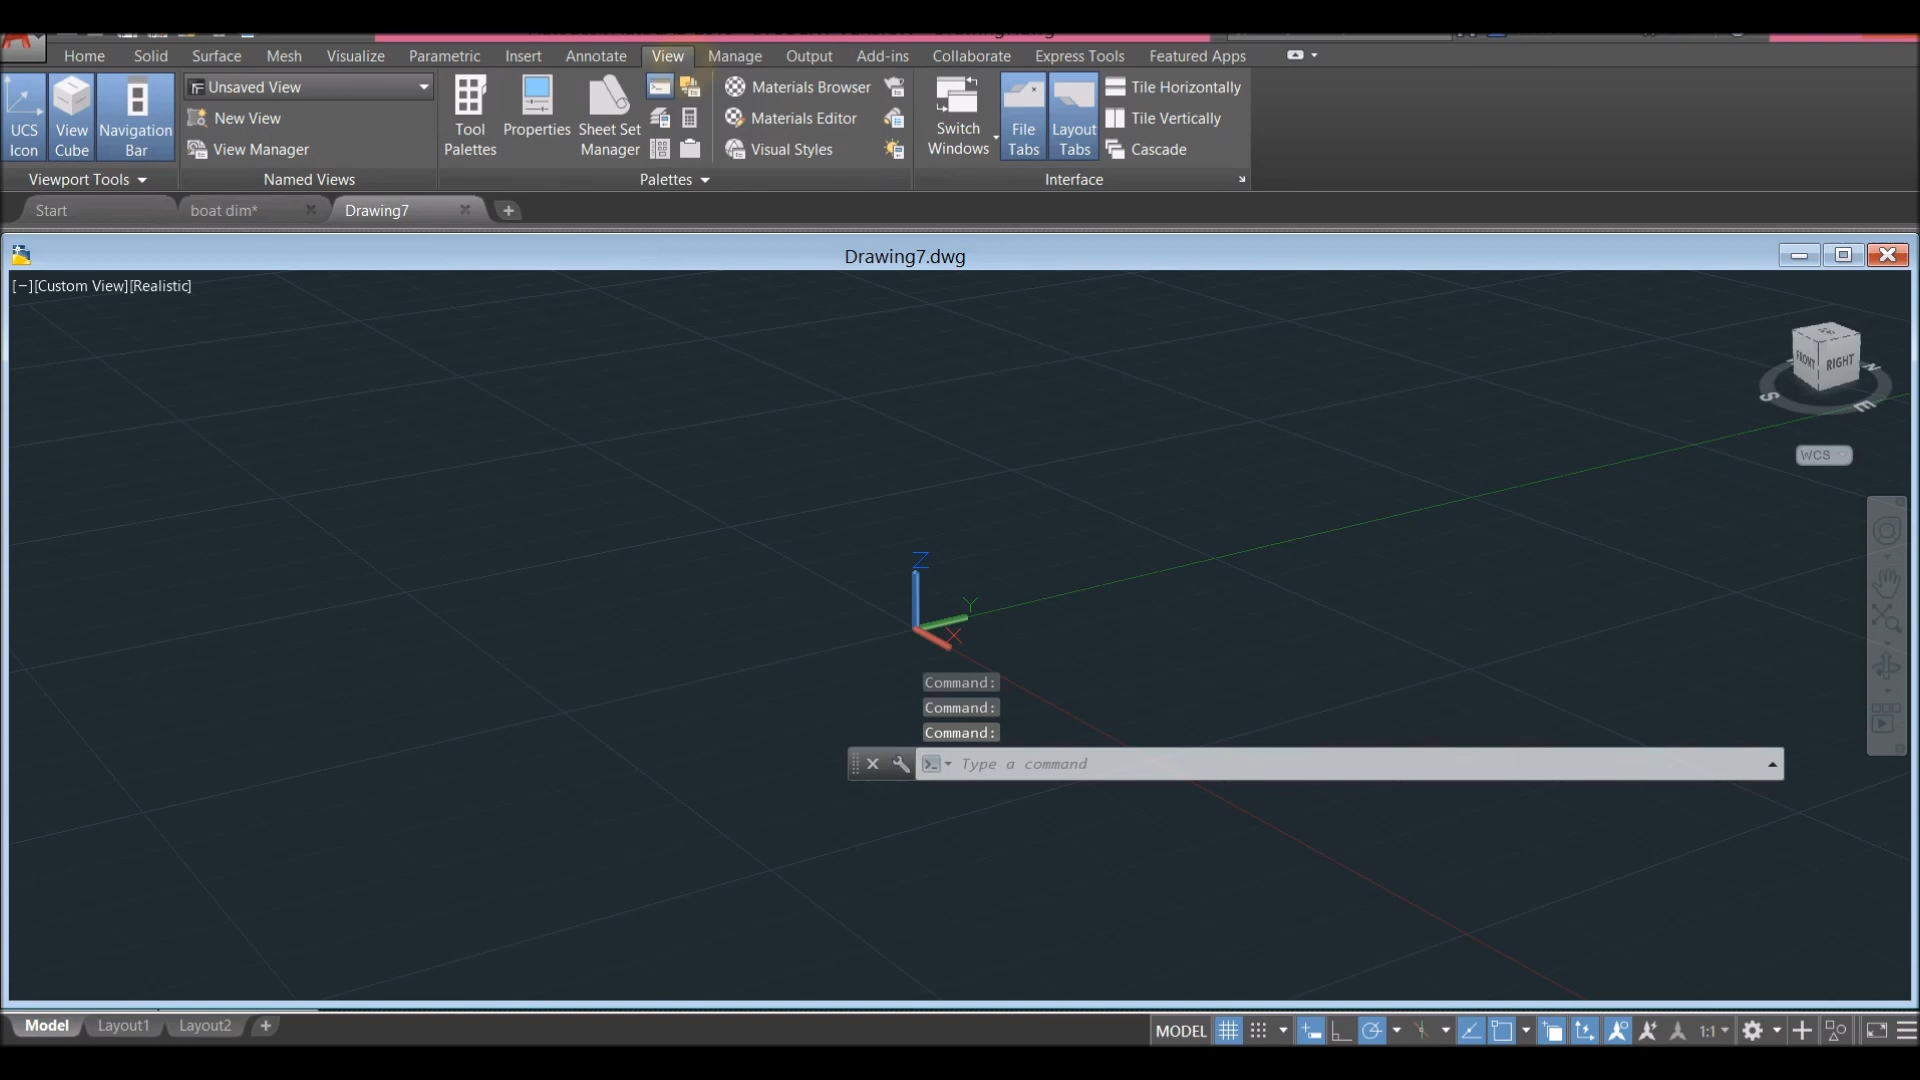 Home Solid Surface Mesh Visualize Parametric Insert Annotate View Manage Output Add-ins Collaborate Express Tools Featured Apps
UCS Icon
View Cube
Navigation Bar
Viewport Tools
Unsaved View
New View
View Manager
Named Views
Tool Palettes
Properties
Sheet Set Manager
Materials Browser
Materials Editor
Visual Styles
Palettes
Switch Windows
File Tabs
Layout Tabs
Tile Horizontally
Tile Vertically
Cascade
Interface
Start boat dim* Drawing7
Drawing7.dwg
[−][Custom View][Realistic]
FRONT RIGHT
S E N
WCS
Z
Y
X
Command:
Command:
Command:
Type a command
Model Layout1 Layout2
MODEL 1:1